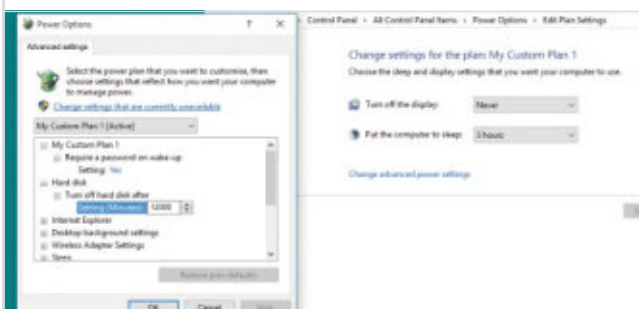 Power Options
? ×
Advanced settings
Select the power plan that you want to customise, then
choose settings that reflect how you want your computer
to manage power.
Change settings that are currently unavailable
My Custom Plan 1 [Active]
My Custom Plan 1
Require a password on wake-up
Setting: Yes
Hard disk
Turn off hard disk after
Setting (Minutes): 12000
Internet Explorer
Desktop background settings
Wireless Adapter Settings
Sleep
Restore plan defaults
OK Cancel Apply
Control Panel › All Control Panel Items › Power Options › Edit Plan Settings
Change settings for the plan: My Custom Plan 1
Choose the sleep and display settings that you want your computer to use.
Turn off the display: Never
Put the computer to sleep: 3 hours
Change advanced power settings